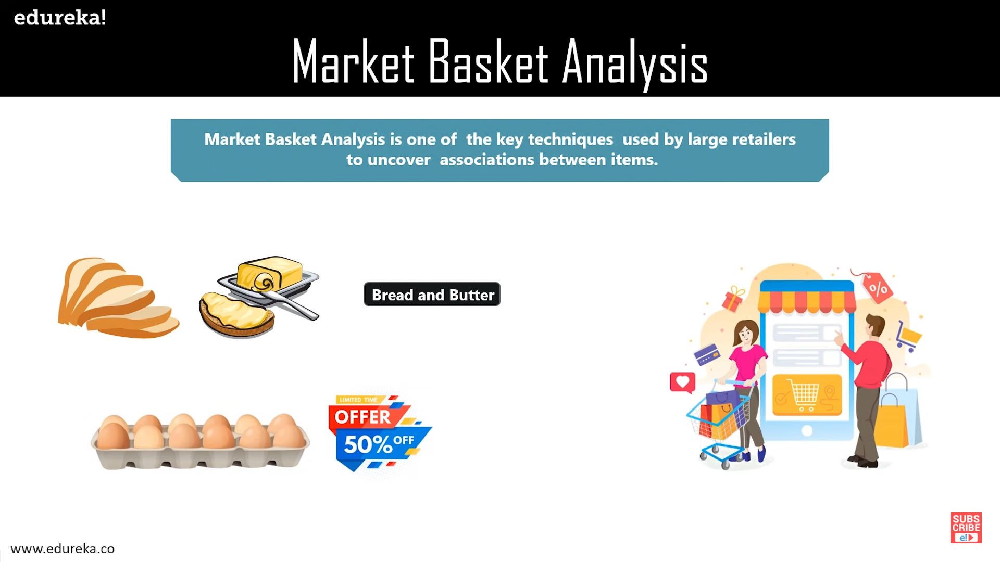 edureka!
Market Basket Analysis
Market Basket Analysis is one of the key techniques used by large retailers
to uncover associations between items.
Bread and Butter
%
LIMITED TIME
OFFER
50% OFF
SUBS
CRIBE
e!
www.edureka.co